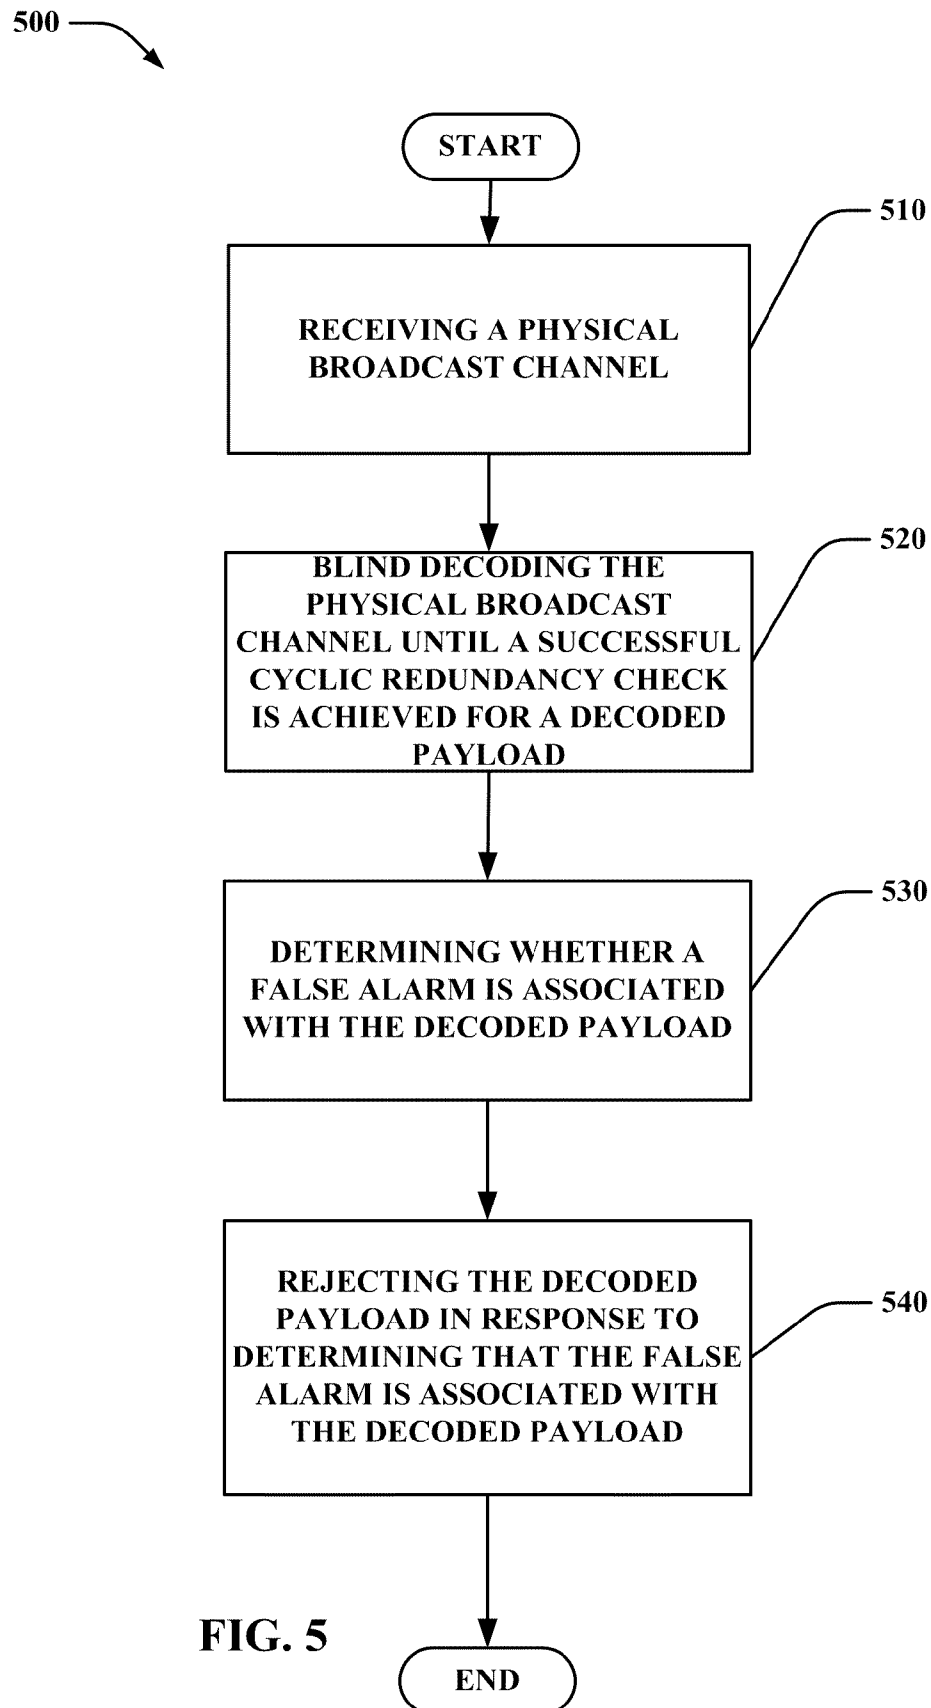 500
START
510
RECEIVING A PHYSICAL
BROADCAST CHANNEL
520
BLIND DECODING THE
PHYSICAL BROADCAST
CHANNEL UNTIL A SUCCESSFUL
CYCLIC REDUNDANCY CHECK
IS ACHIEVED FOR A DECODED
PAYLOAD
530
DETERMINING WHETHER A
FALSE ALARM IS ASSOCIATED
WITH THE DECODED PAYLOAD
540
REJECTING THE DECODED
PAYLOAD IN RESPONSE TO
DETERMINING THAT THE FALSE
ALARM IS ASSOCIATED WITH
THE DECODED PAYLOAD
FIG. 5
END